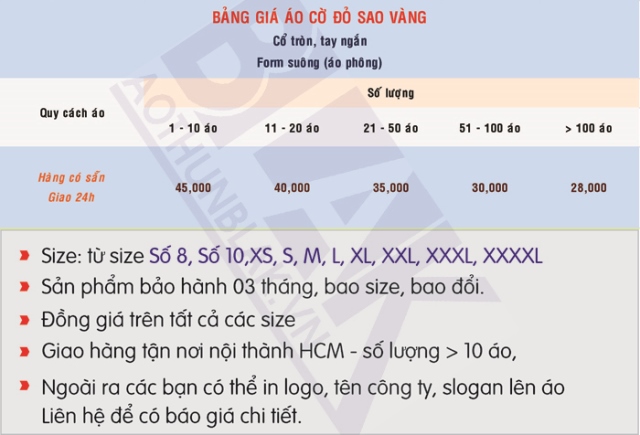 BẢNG GIÁ ÁO CỜ ĐỎ SAO VÀNG
Cổ tròn, tay ngắn
Form suông (áo phông)
Quy cách áo
Số lượng
1 - 10 áo 11 - 20 áo 21 - 50 áo 51 - 100 áo > 100 áo
Hàng có sẵn
Giao 24h
45,000 40,000 35,000 30,000 28,000
Size: từ size Số 8, Số 10,XS, S, M, L, XL, XXL, XXXL, XXXXL
Sản phẩm bảo hành 03 tháng, bao size, bao đổi.
Đồng giá trên tất cả các size
Giao hàng tận nơi nội thành HCM - số lượng > 10 áo,
Ngoài ra các bạn có thể in logo, tên công ty, slogan lên áo
Liên hệ để có báo giá chi tiết.
BLAK
AOTHUNBLAK.VN